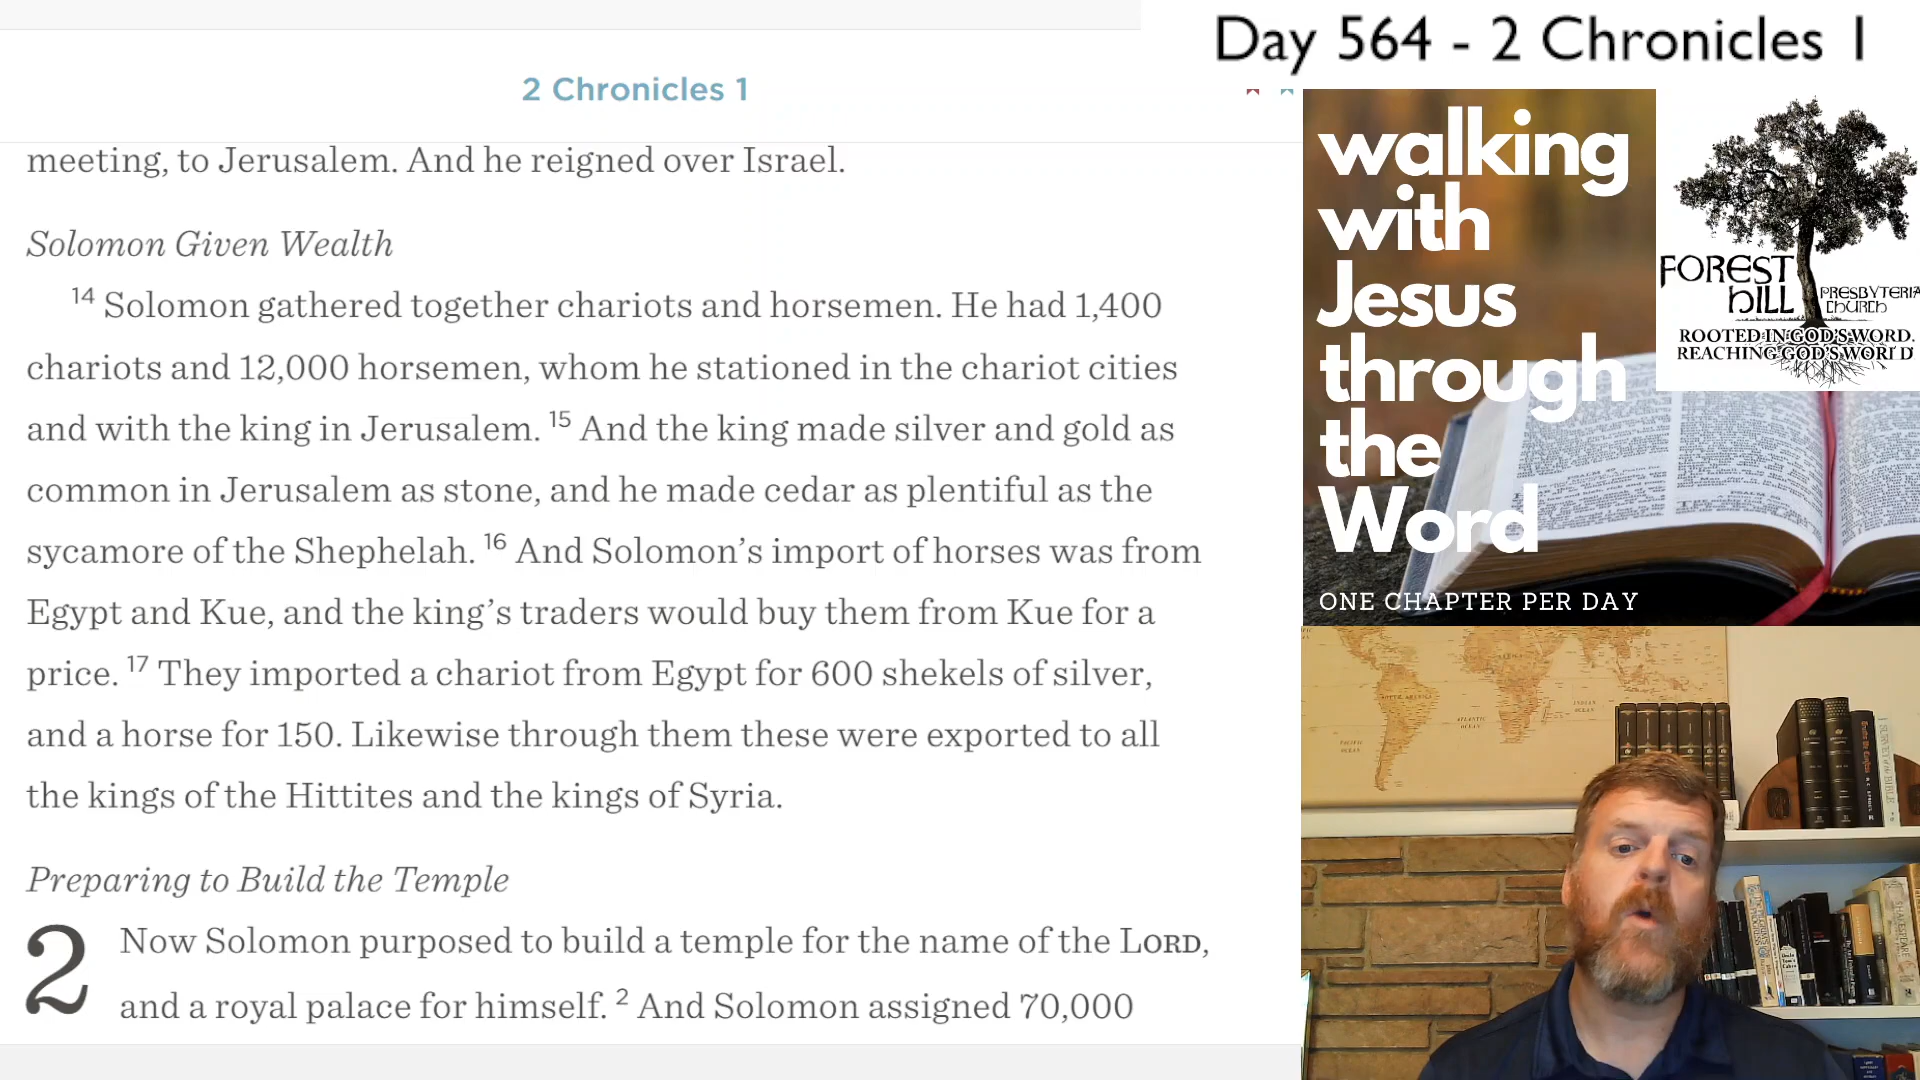 Day 564 - 2 Chronicles 1
2 Chronicles 1
meeting, to Jerusalem. And he reigned over Israel.
Solomon Given Wealth
14 Solomon gathered together chariots and horsemen. He had 1,400
chariots and 12,000 horsemen, whom he stationed in the chariot cities
and with the king in Jerusalem. 15 And the king made silver and gold as
common in Jerusalem as stone, and he made cedar as plentiful as the
sycamore of the Shephelah. 16 And Solomon’s import of horses was from
Egypt and Kue, and the king’s traders would buy them from Kue for a
price. 17 They imported a chariot from Egypt for 600 shekels of silver,
and a horse for 150. Likewise through them these were exported to all
the kings of the Hittites and the kings of Syria.
Preparing to Build the Temple
2 Now Solomon purposed to build a temple for the name of the LORD,
and a royal palace for himself. 2 And Solomon assigned 70,000
walking
with
Jesus
through
the
Word
ONE CHAPTER PER DAY
FOREST
HILL
PRESBYTERIA
CHURCH
ROOTED IN GOD'S WORD.
REACHING GOD'S WORLD
ATLANTIC
OCEAN
INDIAN
OCEAN
PACIFIC
OCEAN